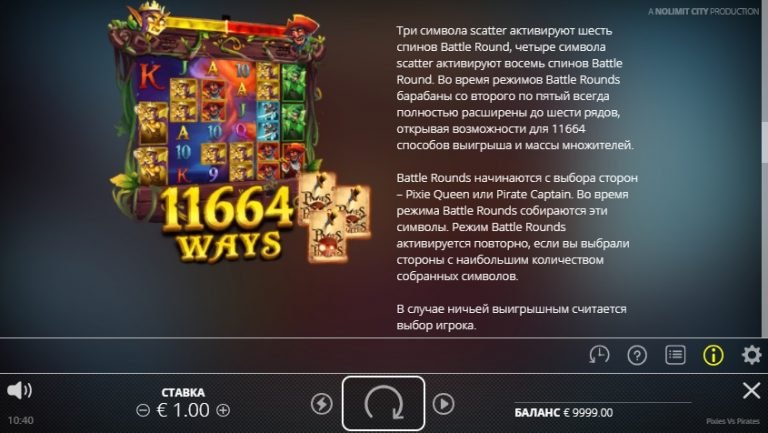 A NOLIMIT CITY PRODUCTION
Три символа scatter активируют шесть
спинов Battle Round, четыре символа
scatter активируют восемь спинов Battle
Round. Во время режимов Battle Rounds
барабаны со второго по пятый всегда
полностью расширены до шести рядов,
открывая возможности для 11664
способов выигрыша и массы множителей.
Battle Rounds начинаются с выбора сторон
– Pixie Queen или Pirate Captain. Во время
режима Battle Rounds собираются эти
символы. Режим Battle Rounds
активируется повторно, если вы выбрали
стороны с наибольшим количеством
собранных символов.
В случае ничьей выигрышным считается
выбор игрока.
K J A
A
J
A 10
10 K
K 9
11664
WAYS
СТАВКА
€ 1.00
БАЛАНС € 9999.00
10:40
Pixies Vs Pirates